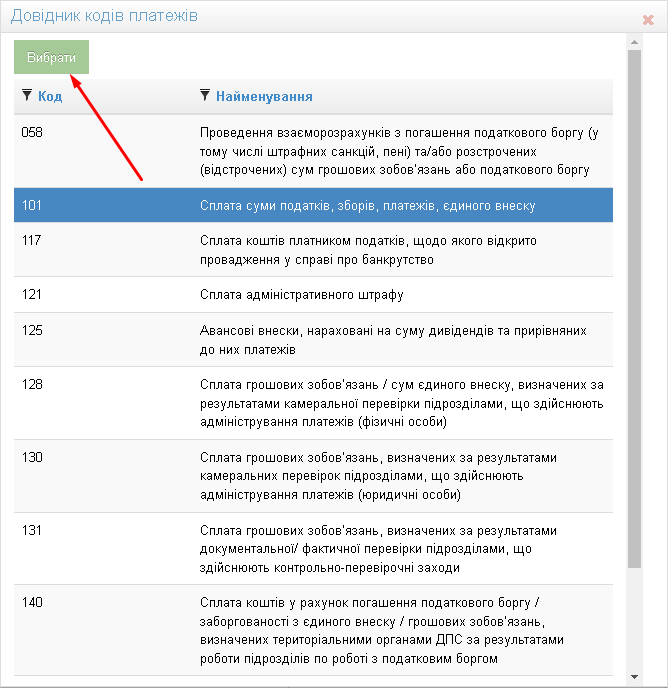 Довідник кодів платежів
Вибрати
Код Найменування
058 Проведення взаєморозрахунків з погашення податкового боргу (у
тому числі штрафних санкцій, пені) та/або розстрочених
(відстрочених) сум грошових зобов'язань або податкового боргу
101 Сплата суми податків, зборів, платежів, єдиного внеску
117 Сплата коштів платником податків, щодо якого відкрито
провадження у справі про банкрутство
121 Сплата адміністративного штрафу
125 Авансові внески, нараховані на суму дивідендів та прирівняних
до них платежів
128 Сплата грошових зобов'язань / сум єдиного внеску, визначених за
результатами камеральної перевірки підрозділами, що здійснюють
адміністрування платежів (фізичні особи)
130 Сплата грошових зобов'язань, визначених за результатами
камеральних перевірок підрозділами, що здійснюють
адміністрування платежів (юридичні особи)
131 Сплата грошових зобов'язань, визначених за результатами
документальної/ фактичної перевірки підрозділами, що
здійснюють контрольно-перевірочні заходи
140 Сплата коштів у рахунок погашення податкового боргу /
заборгованості з єдиного внеску / грошових зобов'язань,
визначених територіальними органами ДПС за результатами
роботи підрозділів по роботі з податковим боргом